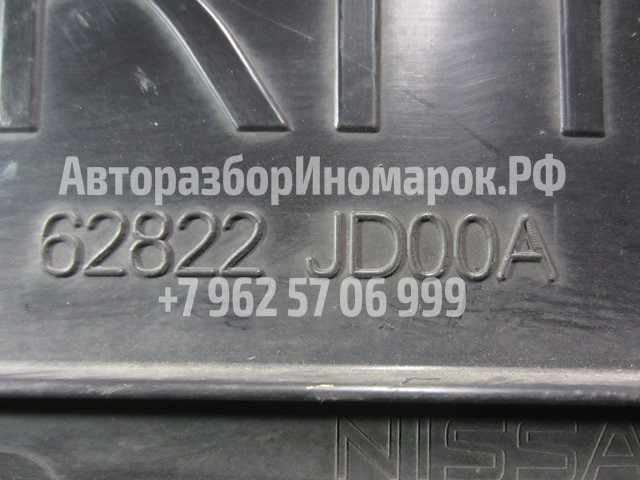 АвторазборИномарок.РФ
62822 JD00A
+7 962 57 06 999
NISSA